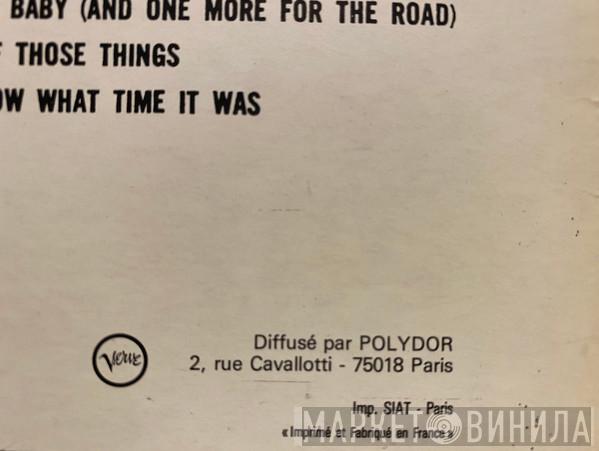 BABY (AND ONE MORE FOR THE ROAD)
THOSE THINGS
OW WHAT TIME IT WAS
Verve
Diffusé par POLYDOR
2, rue Cavallotti - 75018 Paris
Imp. SIAT - Paris
«Imprimé et Fabriqué en France»
МАРКЕТ ВИНИЛА